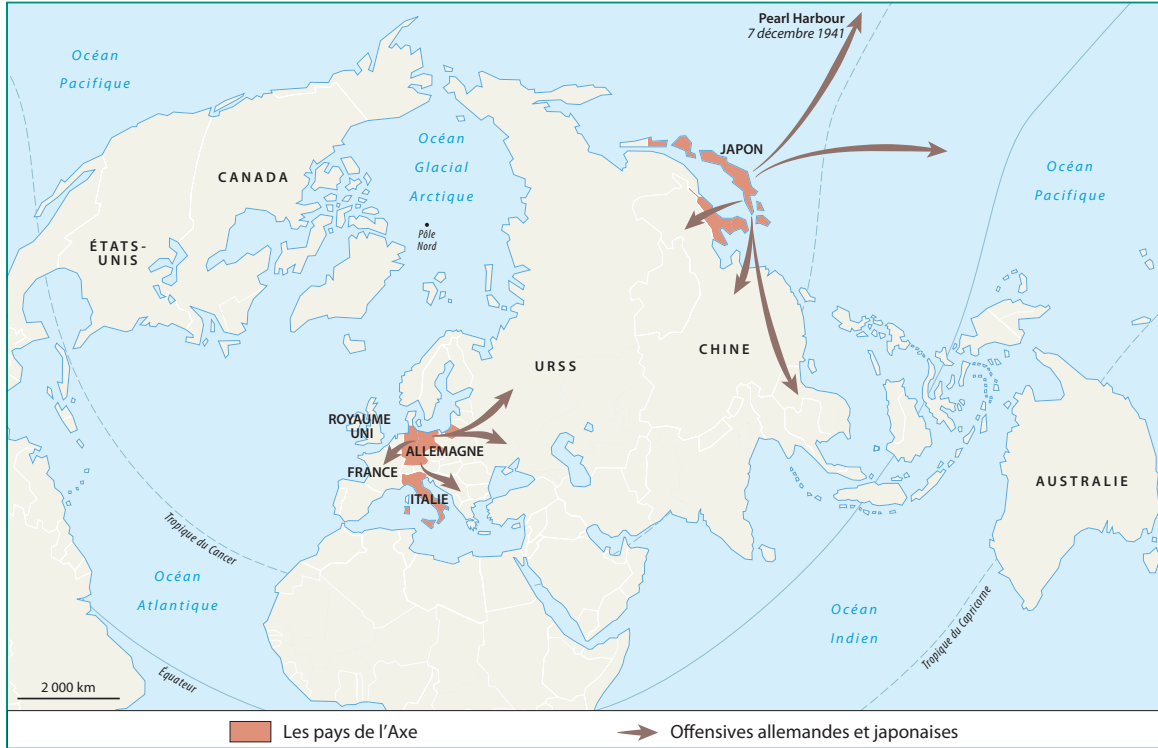 Pearl Harbour
7 décembre 1941
Océan
Pacifique
Océan
Glacial
Arctique
JAPON
CANADA
Océan
Pacifique
Pôle
Nord
ÉTATS-
UNIS
CHINE
URSS
ROYAUME
UNI
ALLEMAGNE
FRANCE
ITALIE
AUSTRALIE
Tropique du Cancer
Océan
Atlantique
Océan
Indien
Tropique du Capricorne
Équateur
2 000 km
Les pays de l'Axe
Offensives allemandes et japonaises